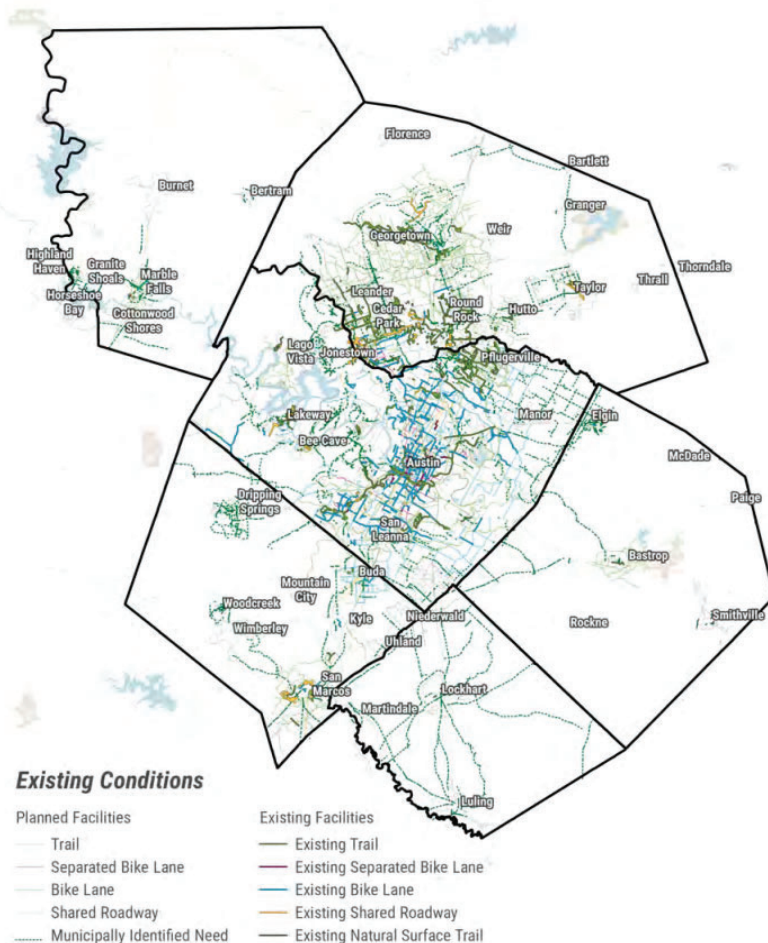 Florence
Bartlett
Burnet
Bertram
Granger
Weir
Georgetown
Highland
Haven
Granite
Shoals
Marble
Falls
Horseshoe
Bay
Cottonwood
Shores
Leander
Cedar
Park
Round
Rock
Hutto
Taylor
Thrall
Thorndale
Lago
Vista
Jonestown
Pflugerville
Lakeway
Bee Cave
Manor
Elgin
McDade
Paige
Austin
Dripping
Springs
San
Leanna
Bastrop
Buda
Mountain
City
Woodcreek
Wimberley
Kyle
Niederwald
Uhland
Rockne
Smithville
San
Marcos
Martindale
Lockhart
Luling
Existing Conditions
Planned Facilities
Trail
Separated Bike Lane
Bike Lane
Shared Roadway
Municipally Identified Need
Existing Facilities
Existing Trail
Existing Separated Bike Lane
Existing Bike Lane
Existing Shared Roadway
Existing Natural Surface Trail